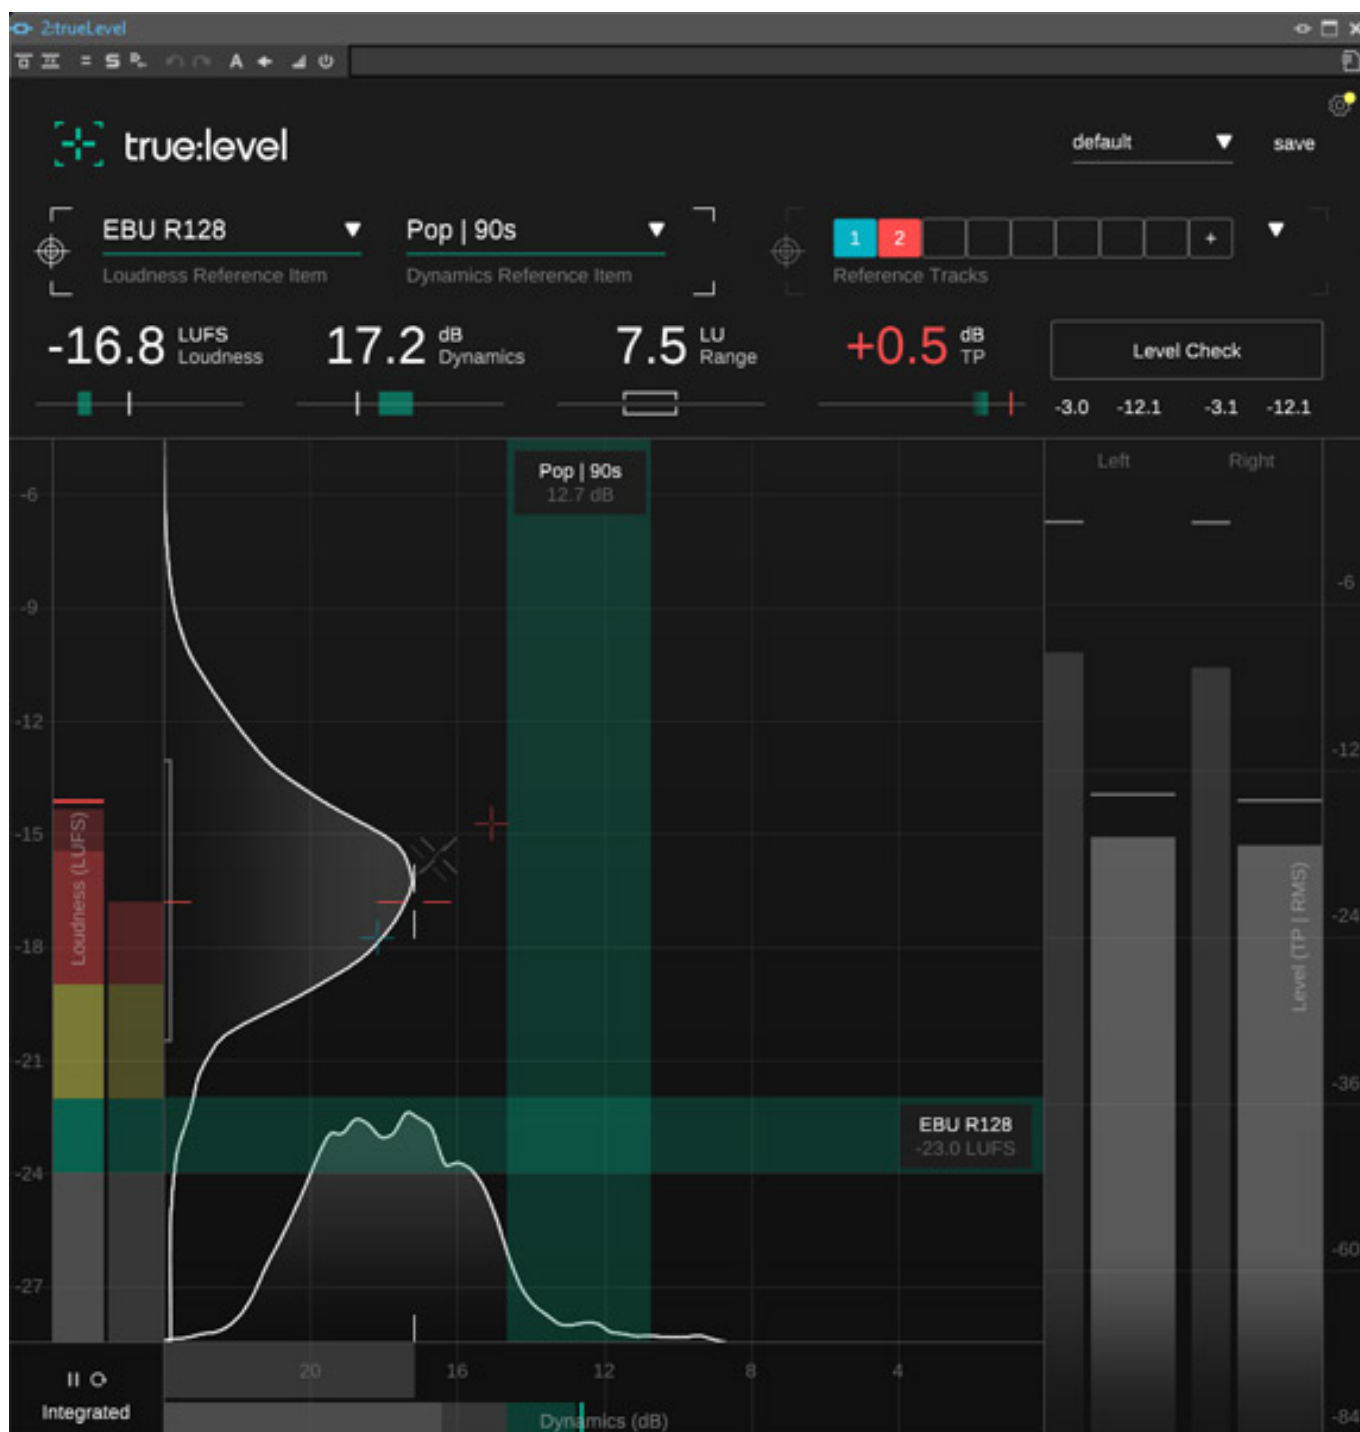 2:trueLevel
= S A
true:level
default
save
EBU R128
Loudness Reference Item
Pop | 90s
Dynamics Reference Item
1 2 +
Reference Tracks
-16.8 LUFS Loudness
17.2 dB Dynamics
7.5 LU Range
+0.5 dB TP
Level Check
-3.0 -12.1 -3.1 -12.1
Left Right
Pop | 90s
12.7 dB
-6
-9
-12
-15
-18
-21
-24
-27
Loudness (LUFS)
EBU R128
-23.0 LUFS
-6
-12
-24
-36
-60
-84
Level (TP | RMS)
20 16 12 8 4
Dynamics (dB)
Integrated